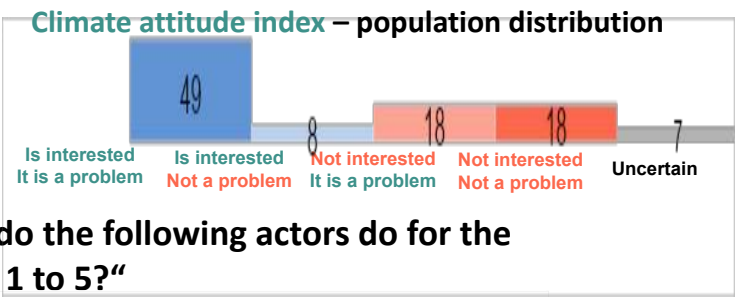 Climate attitude index – population distribution
49
8
18
18
7
Is interested
It is a problem
Is interested
Not a problem
Not interested
It is a problem
Not interested
Not a problem
Uncertain
do the following actors do for the
1 to 5?“